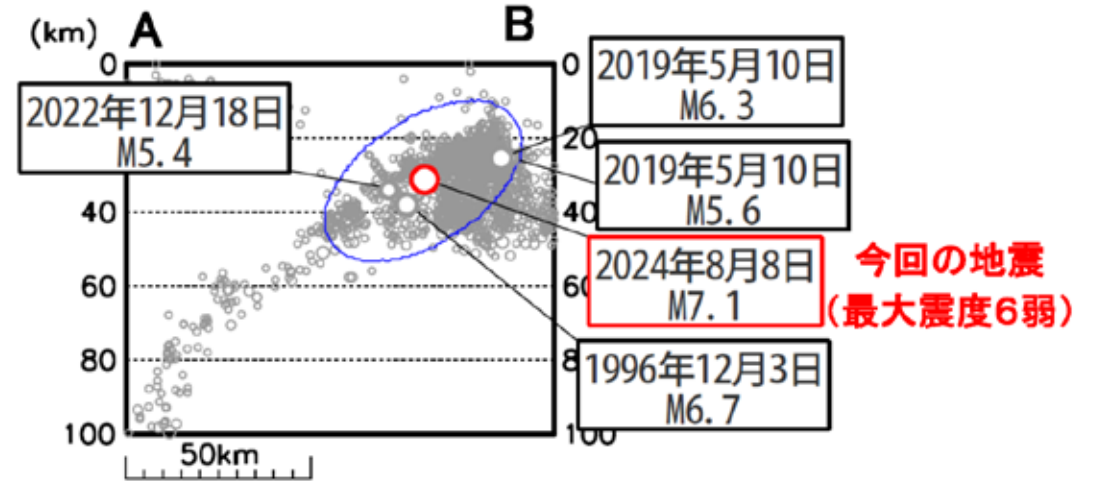 (km) A B
0 0
2019年5月10日
M6.3
2022年12月18日
M5.4
20
2019年5月10日
M5.6
40 40
2024年8月8日
M7.1
今回の地震
(最大震度6弱)
60 60
80 8
1996年12月3日
M6.7
100 100
50km